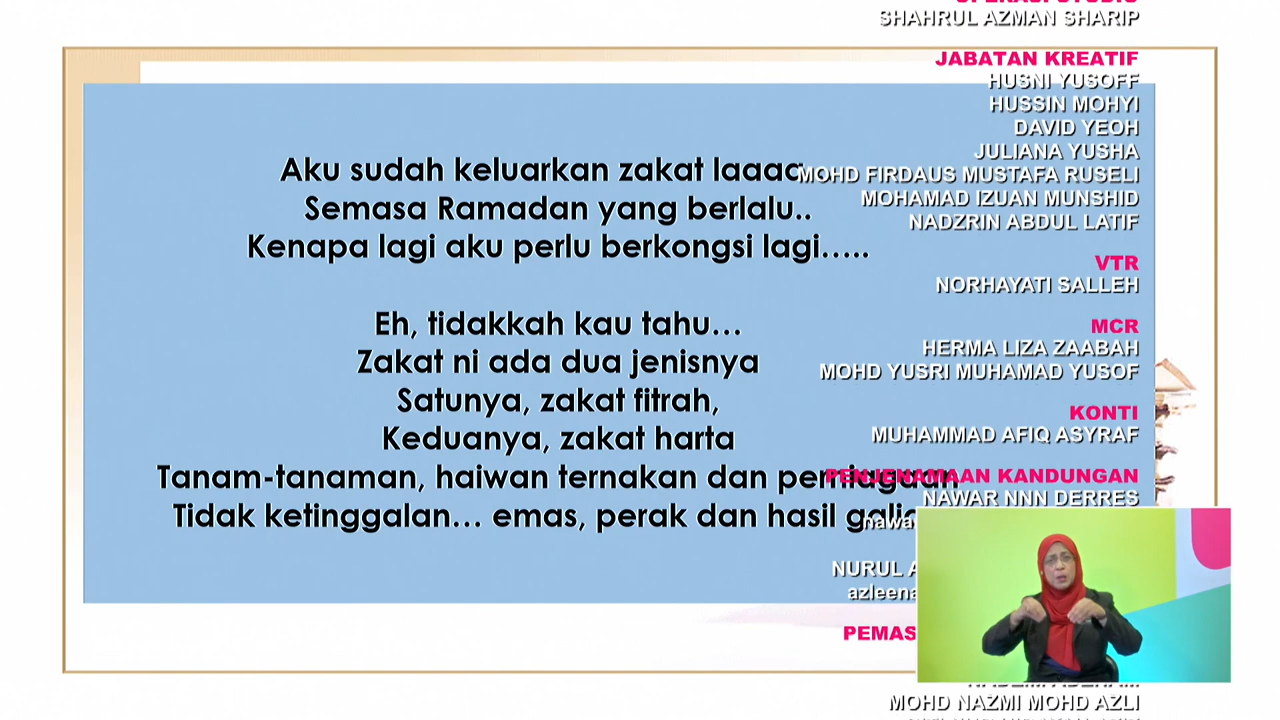 Aku sudah keluarkan zakat
Semasa Ramadan yang berlalu..
Kenapa lagi aku perlu berkongsi lagi.....
Eh, tidakkah kau tahu...
Zakat ni ada dua jenisnya
Satunya, zakat fitrah,
Keduanya, zakat harta
Tanam-tanaman, haiwan ternakan dan perniagaan
Tidak ketinggalan... emas, perak dan hasil
SHAHRUL AZMAN SHARIP
JABATAN KREATIF
HUSNI YUSOFF
HUSSIN MOHYI
DAVID YEOH
JULIANA YUSHA
MOHD FIRDAUS MUSTAFA RUSELI
MOHAMAD IZUAN MUNSHID
NADZRIN ABDUL LATIF
VTR
NORHAYATI SALLEH
MCR
HERMA LIZA ZAABAH
MOHD YUSRI MUHAMAD YUSOF
KONTI
MUHAMMAD AFIQ ASYRAF
PENJENAMAAN KANDUNGAN
NAWAR NNN DERRES
NURUL
MOHD NAZMI MOHD AZLI